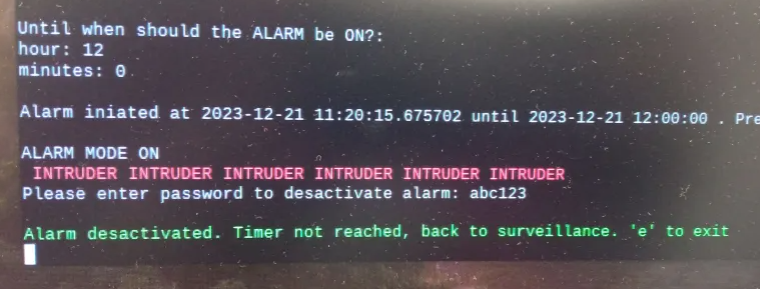 Until when should the ALARM be ON?:
hour: 12
minutes: 0
Alarm iniated at 2023-12-21 11:20:15.675702 until 2023-12-21 12:00:00 . Pre
ALARM MODE ON
INTRUDER INTRUDER INTRUDER INTRUDER INTRUDER INTRUDER
Please enter password to desactivate alarm: abc123
Alarm desactivated. Timer not reached, back to surveillance. 'e' to exit